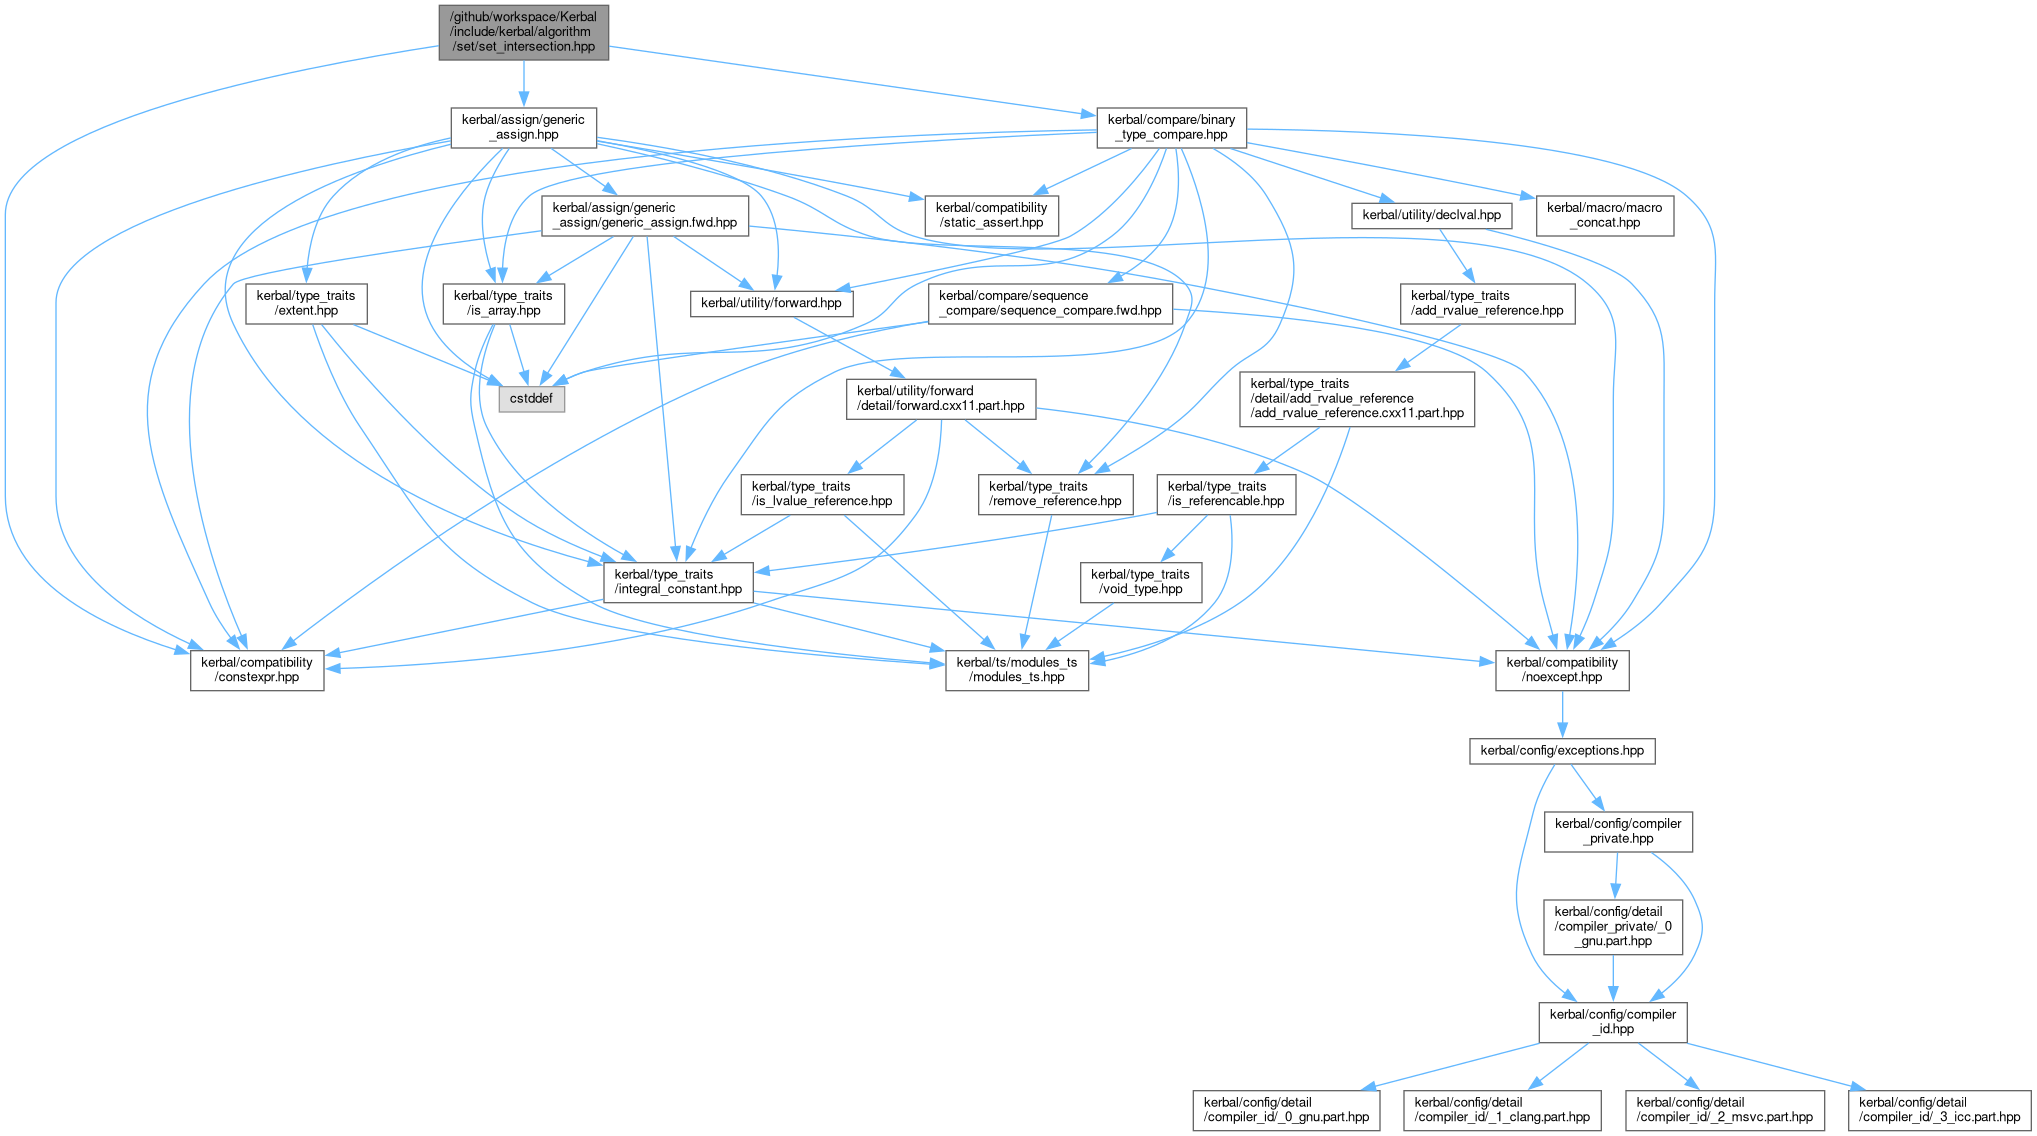 /github/workspace/Kerbal
/include/kerbal/algorithm
/set/set_intersection.hpp
kerbal/assign/generic
_assign.hpp
kerbal/compare/binary
_type_compare.hpp
kerbal/assign/generic
_assign/generic_assign.fwd.hpp
kerbal/compatibility
/static_assert.hpp
kerbal/utility/declval.hpp
kerbal/macro/macro
_concat.hpp
kerbal/type_traits
/extent.hpp
kerbal/type_traits
/is_array.hpp
kerbal/utility/forward.hpp
kerbal/compare/sequence
_compare/sequence_compare.fwd.hpp
kerbal/type_traits
/add_rvalue_reference.hpp
cstddef
kerbal/utility/forward
/detail/forward.cxx11.part.hpp
kerbal/type_traits
/detail/add_rvalue_reference
/add_rvalue_reference.cxx11.part.hpp
kerbal/type_traits
/is_lvalue_reference.hpp
kerbal/type_traits
/remove_reference.hpp
kerbal/type_traits
/is_referencable.hpp
kerbal/type_traits
/integral_constant.hpp
kerbal/type_traits
/void_type.hpp
kerbal/compatibility
/constexpr.hpp
kerbal/ts/modules_ts
/modules_ts.hpp
kerbal/compatibility
/noexcept.hpp
kerbal/config/exceptions.hpp
kerbal/config/compiler
_private.hpp
kerbal/config/detail
/compiler_private/_0
_gnu.part.hpp
kerbal/config/compiler
_id.hpp
kerbal/config/detail
/compiler_id/_0_gnu.part.hpp
kerbal/config/detail
/compiler_id/_1_clang.part.hpp
kerbal/config/detail
/compiler_id/_2_msvc.part.hpp
kerbal/config/detail
/compiler_id/_3_icc.part.hpp